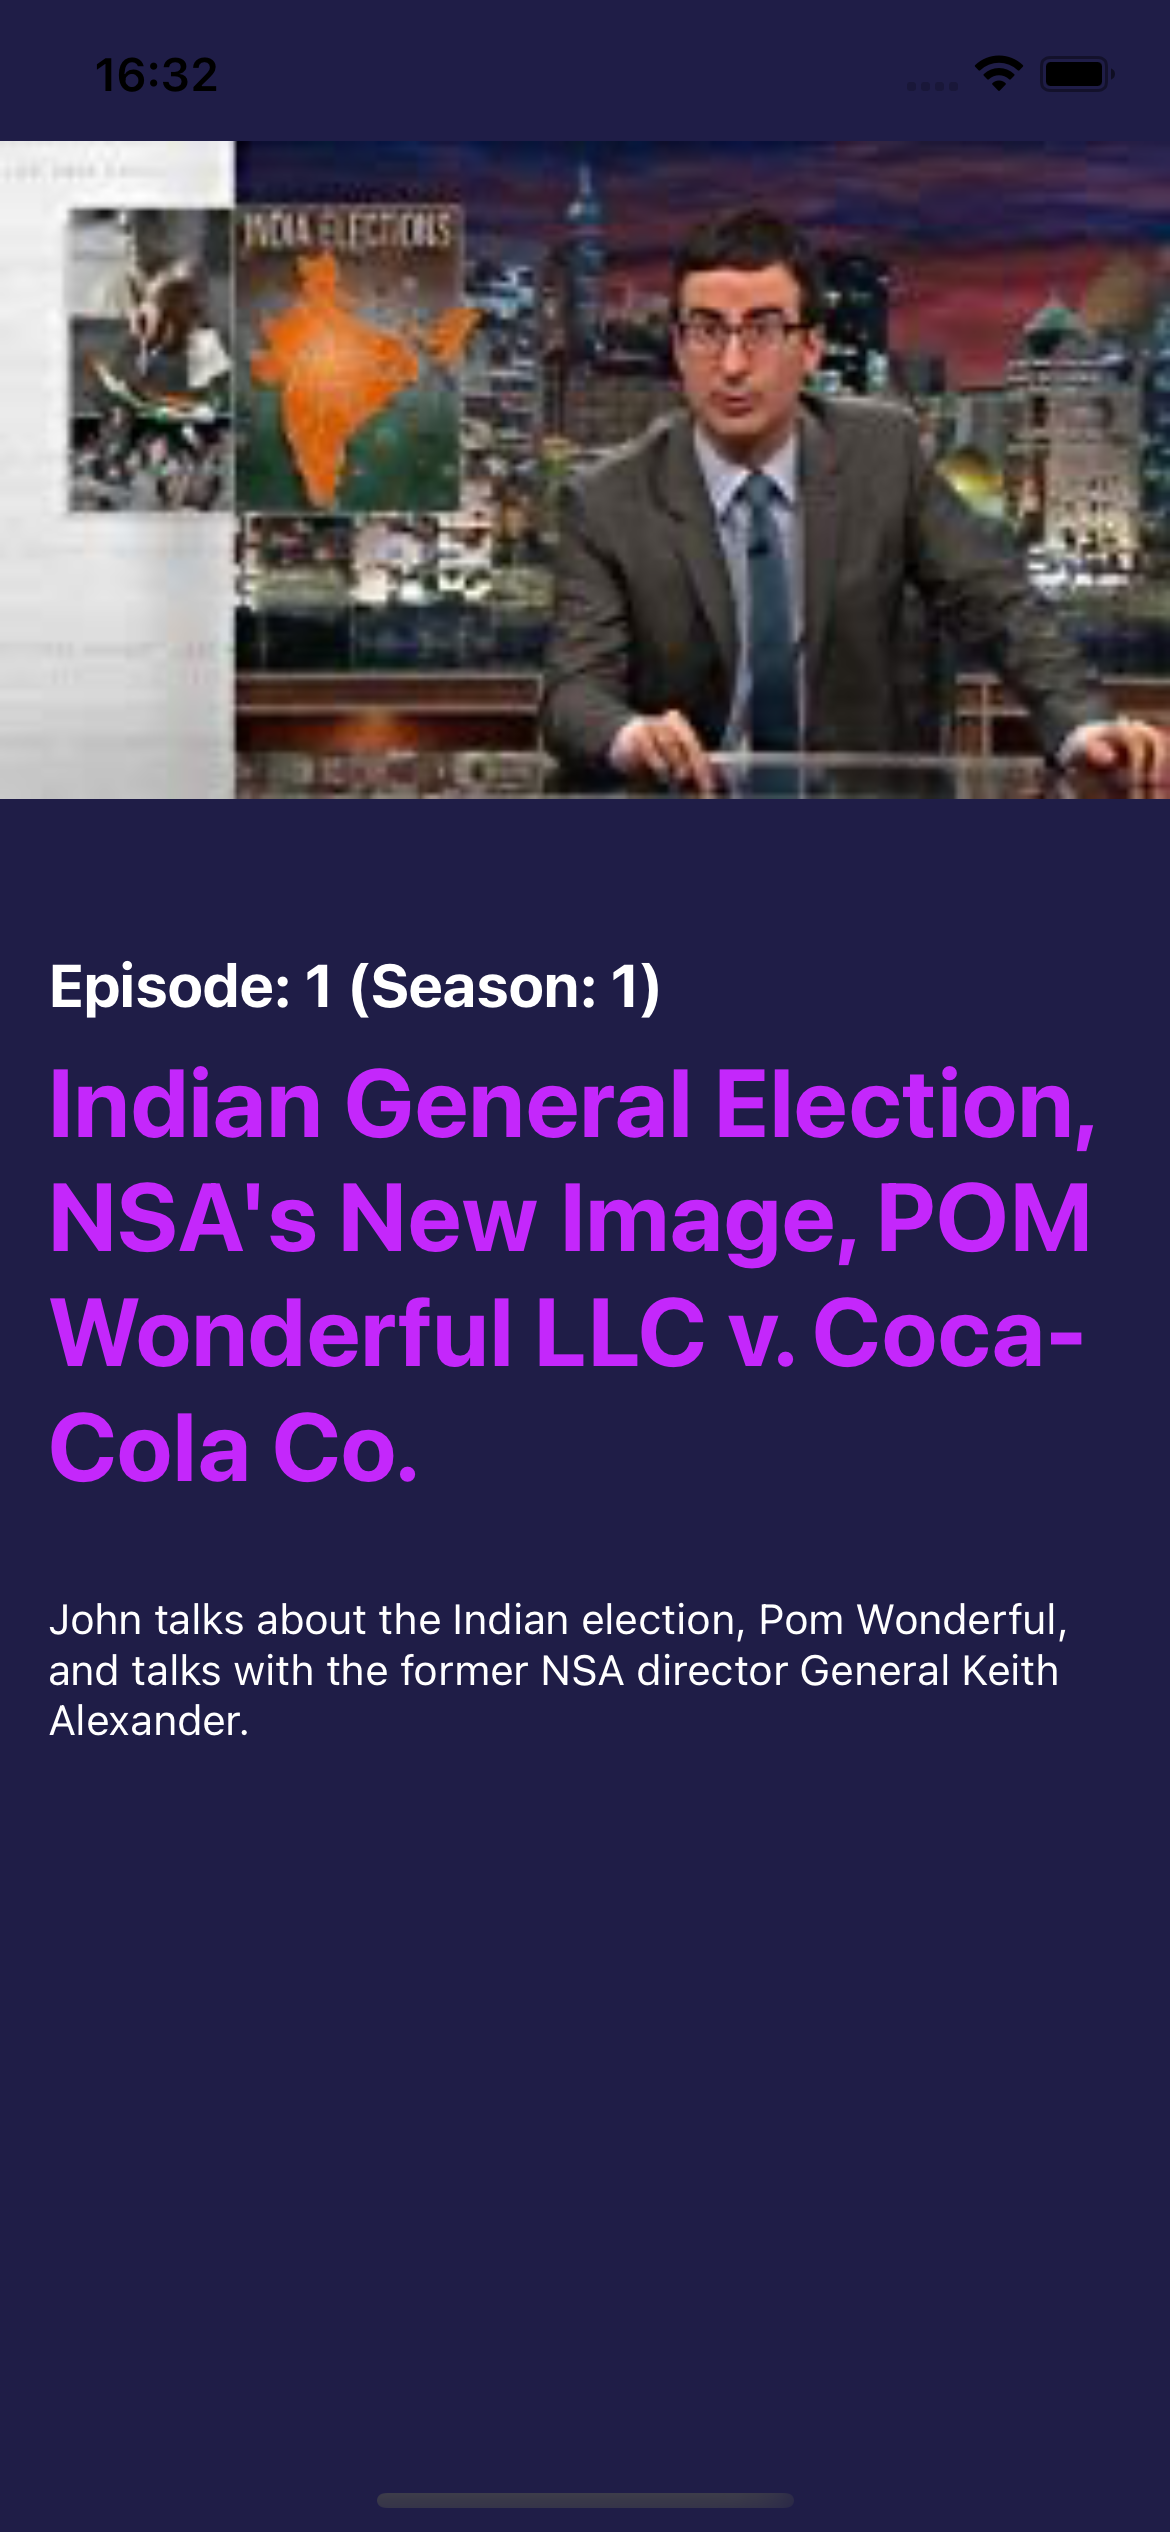 16:32
INDIA ELECTIONS
Episode: 1 (Season: 1)
Indian General Election,
NSA's New Image, POM
Wonderful LLC v. Coca-
Cola Co.
John talks about the Indian election, Pom Wonderful,
and talks with the former NSA director General Keith
Alexander.